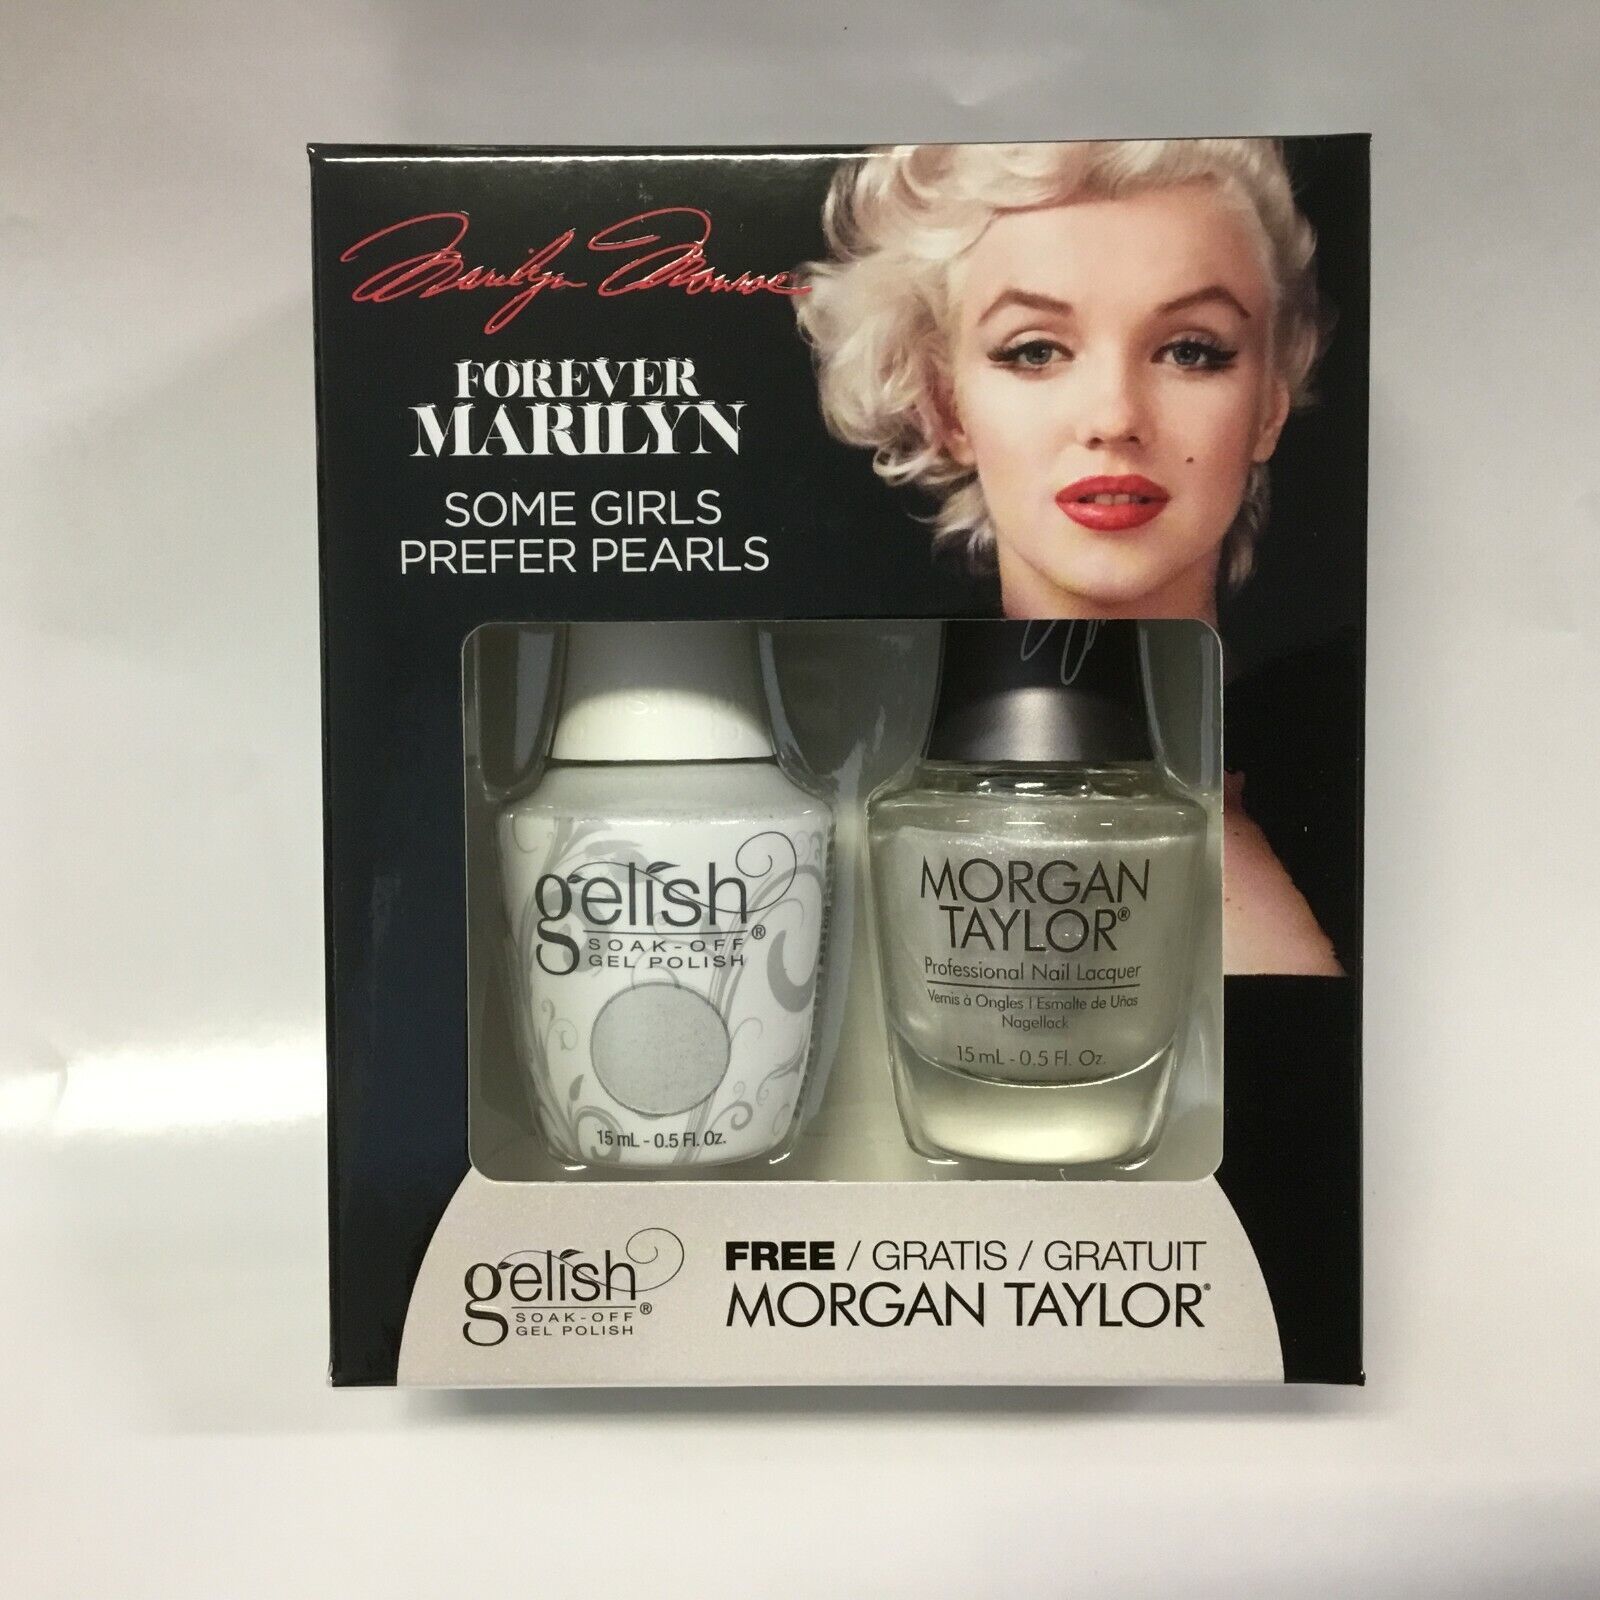 Marilyn Monroe
FOREVER
MARILYN
SOME GIRLS
PREFER PEARLS
gelish®
SOAK-OFF
GEL POLISH
15 mL - 0.5 Fl. Oz.
MORGAN
TAYLOR®
Professional Nail Lacquer
Vernis à Ongles | Esmalte de Uñas
Nagellack
15 mL - 0.5 Fl. Oz.
gelish®
SOAK-OFF
GEL POLISH
FREE / GRATIS / GRATUIT
MORGAN TAYLOR®